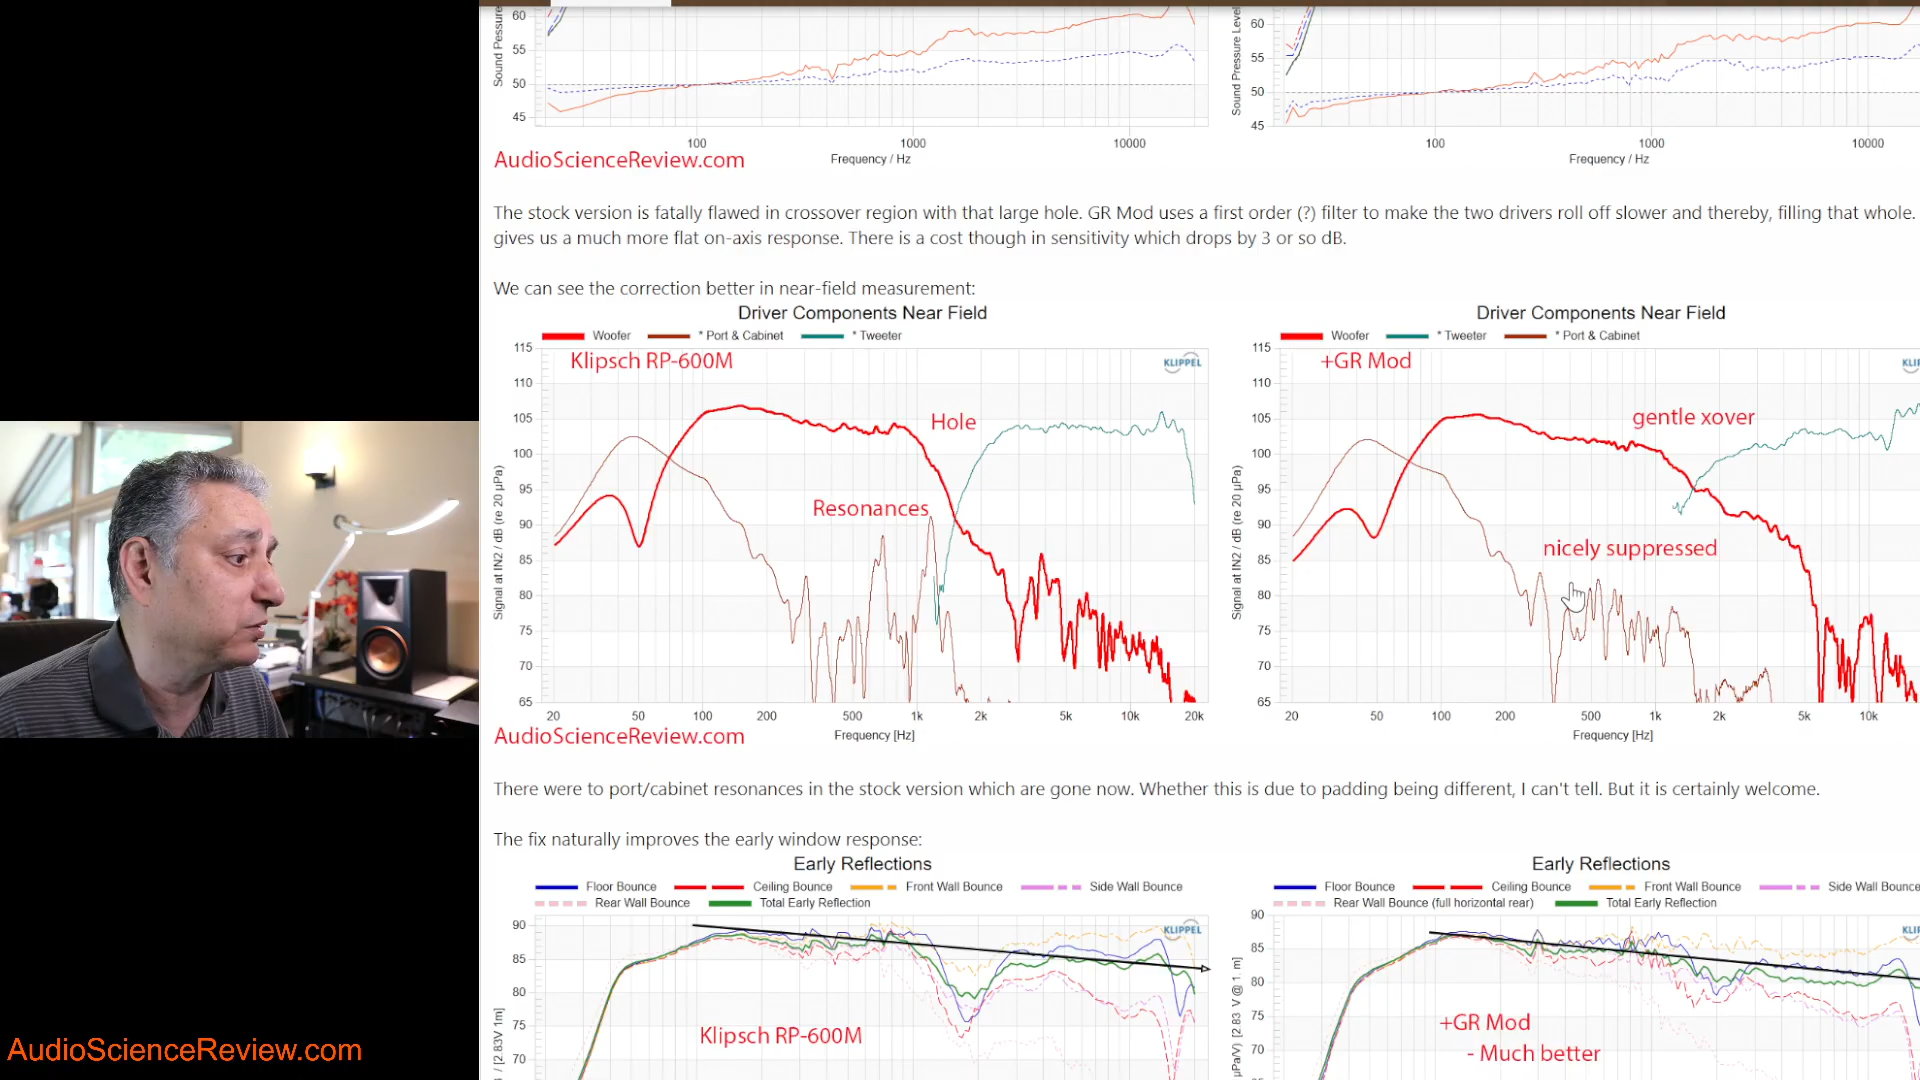 60
55
50
45
Sound Pressure
100
1000
10000
Frequency / Hz
AudioScienceReview.com
60
55
50
45
Sound Pressure Level
100
1000
10000
Frequency / Hz
The stock version is fatally flawed in crossover region with that large hole. GR Mod uses a first order (?) filter to make the two drivers roll off slower and thereby, filling that whole.
gives us a much more flat on-axis response. There is a cost though in sensitivity which drops by 3 or so dB.
We can see the correction better in near-field measurement:
Driver Components Near Field
Woofer * Port & Cabinet * Tweeter
Klipsch RP-600M
KLIPPEL
Hole
Resonances
115
110
105
100
95
90
85
80
75
70
65
Signal at IN2 / dB (re 20 µPa)
20 50 100 200 500 1k 2k 5k 10k 20k
Frequency [Hz]
AudioScienceReview.com
Driver Components Near Field
Woofer * Tweeter * Port & Cabinet
+GR Mod
gentle xover
nicely suppressed
115
110
105
100
95
90
85
80
75
70
65
Signal at IN2 / dB (re 20 µPa)
20 50 100 200 500 1k 2k 5k 10k
Frequency [Hz]
There were to port/cabinet resonances in the stock version which are gone now. Whether this is due to padding being different, I can't tell. But it is certainly welcome.
The fix naturally improves the early window response:
Early Reflections
Floor Bounce Ceiling Bounce Front Wall Bounce Side Wall Bounce
Rear Wall Bounce Total Early Reflection
90
85
80
75
70
[2.83V 1m]
KLIPPEL
Klipsch RP-600M
Early Reflections
Floor Bounce Ceiling Bounce Front Wall Bounce Side Wall Bounce
Rear Wall Bounce (full horizontal rear) Total Early Reflection
90
85
80
75
70
µPa/V) [2.83 V @ 1 m]
+GR Mod
- Much better
AudioScienceReview.com